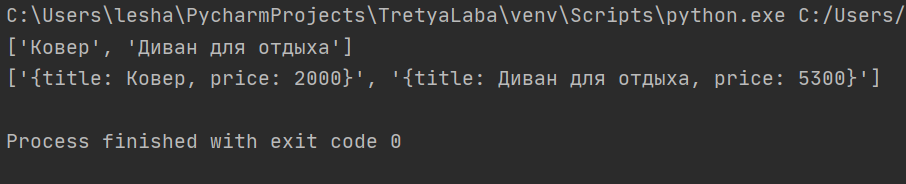 C:\Users\lesha\PycharmProjects\TretyaLaba\venv\Scripts\python.exe C:/Users/
['Ковер', 'Диван для отдыха']
['{title: Ковер, price: 2000}', '{title: Диван для отдыха, price: 5300}']
Process finished with exit code 0